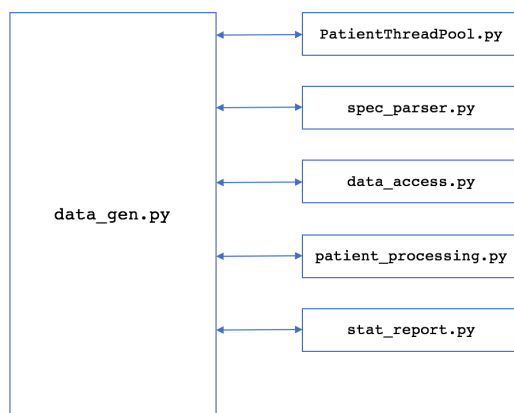 PatientThreadPool.py
spec_parser.py
data_access.py
data_gen.py
patient_processing.py
stat_report.py